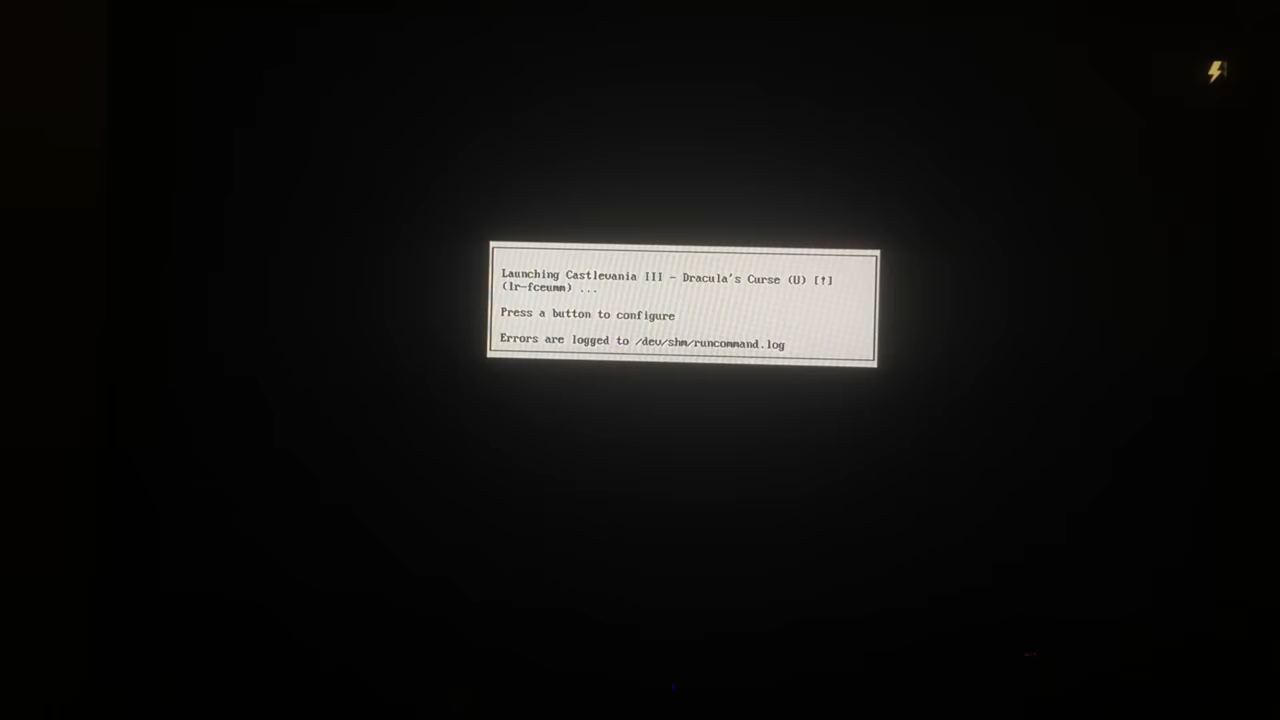 Launching Castlevania III - Dracula's Curse (U) [!]
(lr-fceumm) ...
Press a button to configure
Errors are logged to /dev/shm/runcommand.log